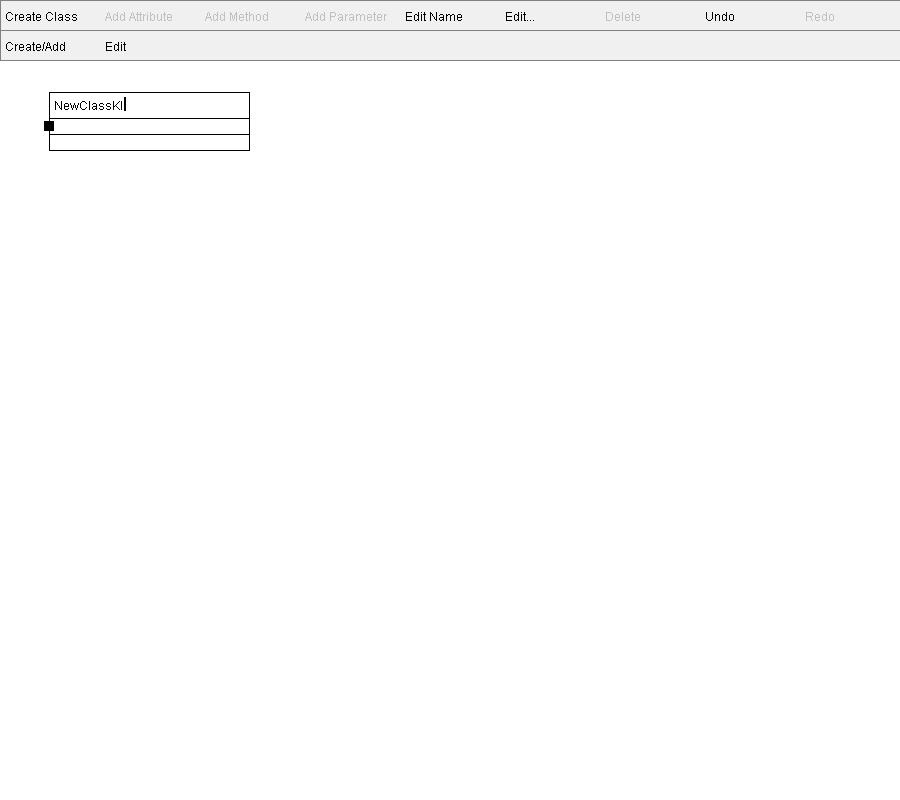 Create Class Add Attribute Add Method Add Parameter Edit Name Edit... Delete Undo Redo
Create/Add Edit
NewClassKl